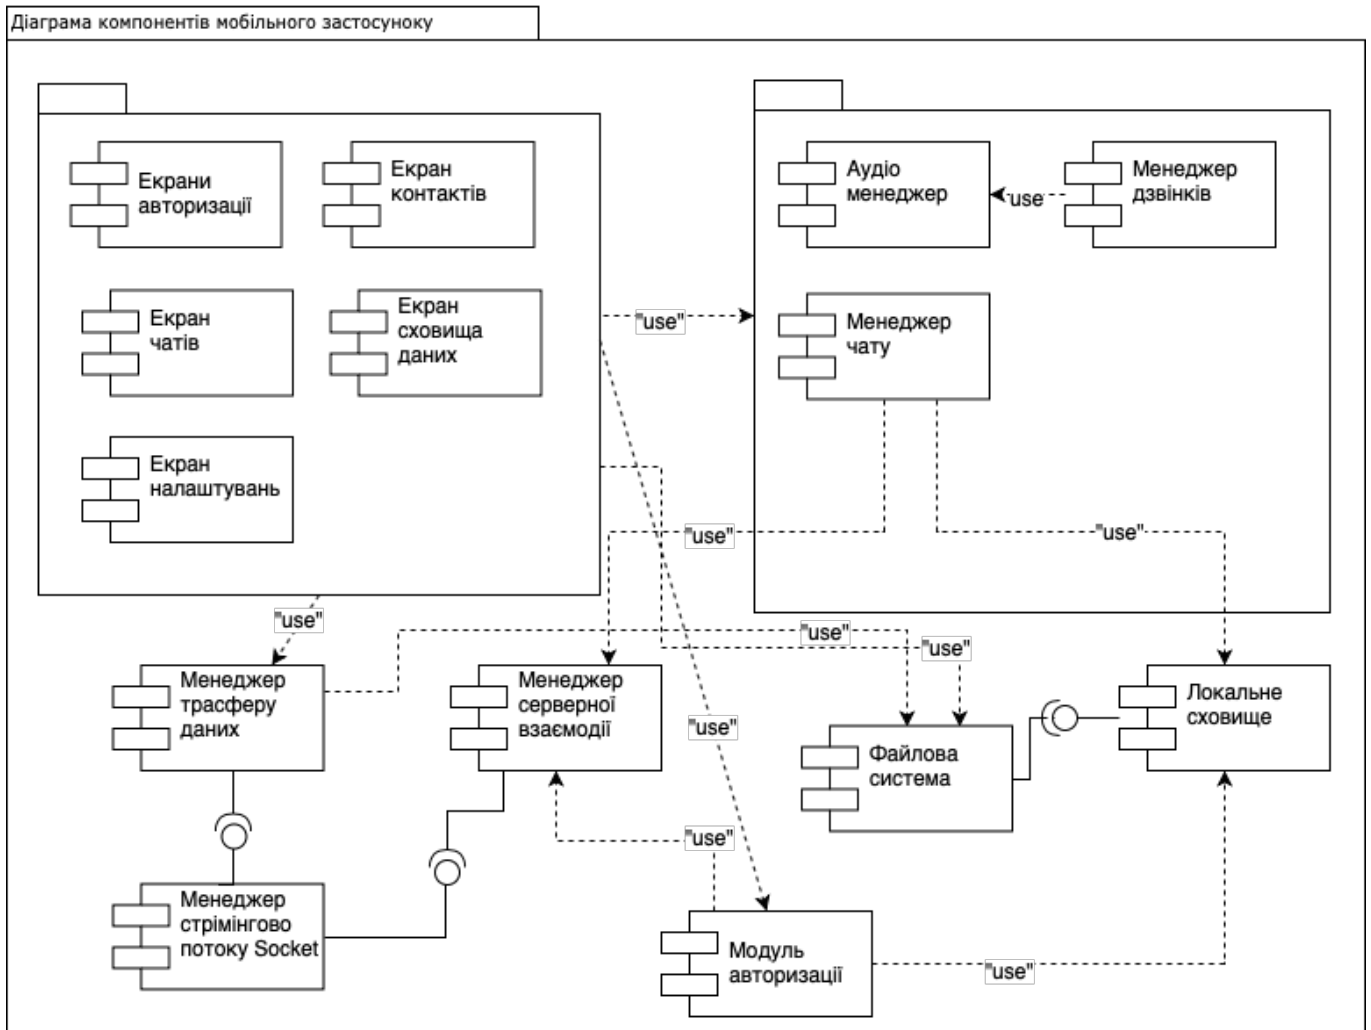 Діаграма компонентів мобільного застосуноку
Екрани
авторизації
Екран
контактів
Екран
чатів
Екран
сховища
даних
Екран
налаштувань
Аудіо
менеджер
use
Менеджер
дзвінків
"use"
Менеджер
чату
"use"
"use"
"use"
"use"
"use"
Менеджер
трасферу
даних
Менеджер
серверної
взаємодії
"use"
Файлова
система
Локальне
сховище
"use"
Менеджер
стрімінгово
потоку Socket
Модуль
авторизації
"use"